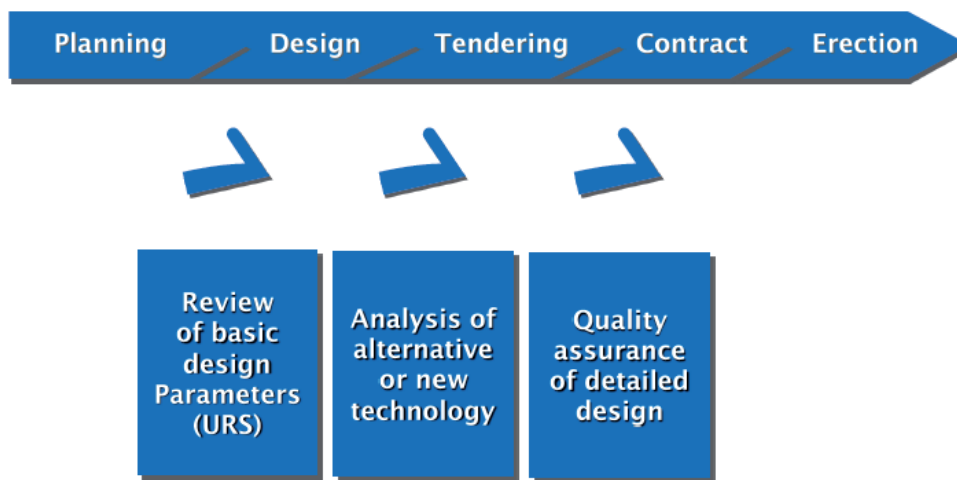 Planning Design Tendering Contract Erection
Review
of basic
design
Parameters
(URS)
Analysis of
alternative
or new
technology
Quality
assurance
of detailed
design